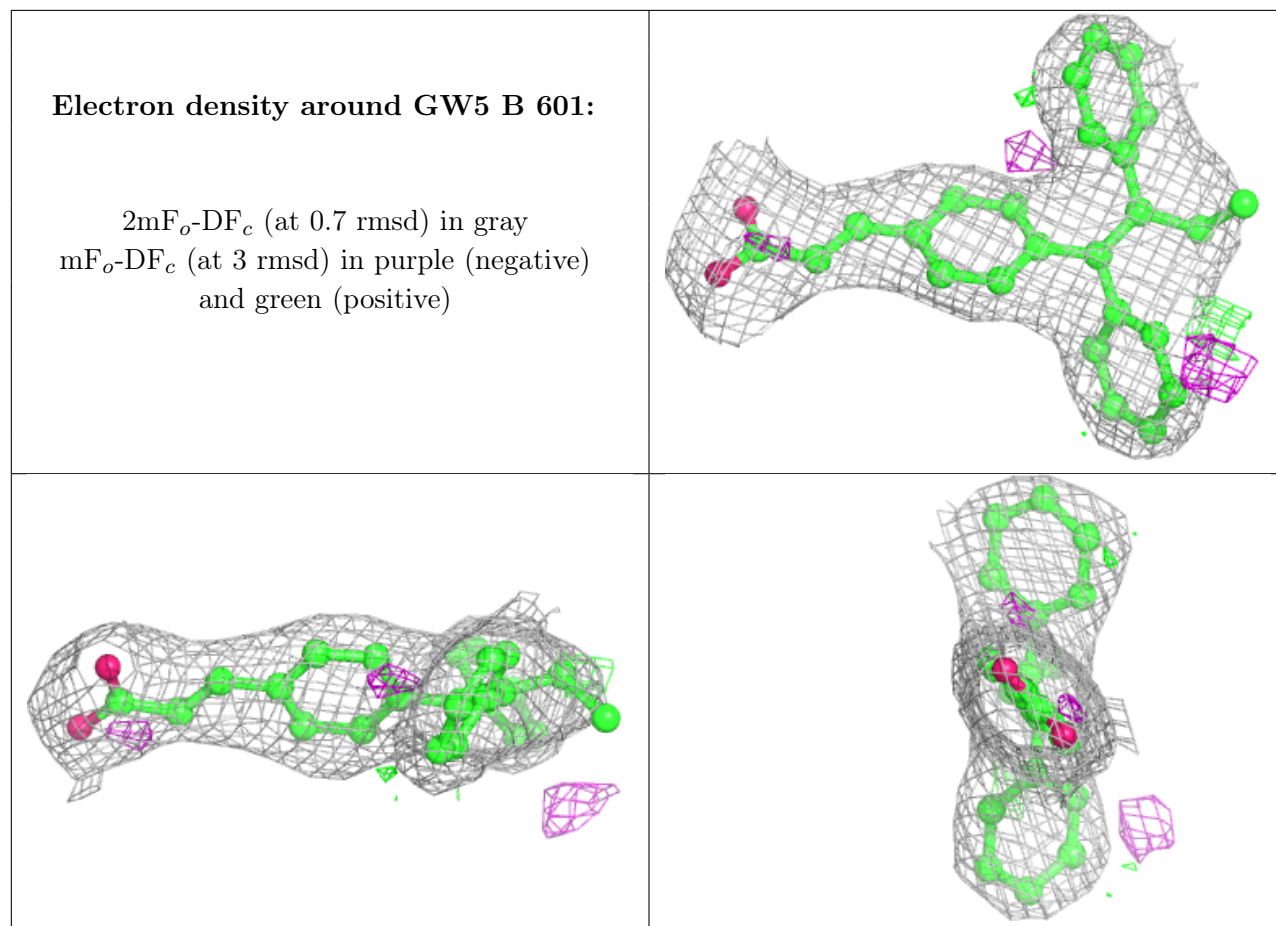 Electron density around GW5 B 601:
2mFo-DFc (at 0.7 rmsd) in gray
mFo-DFc (at 3 rmsd) in purple (negative)
and green (positive)